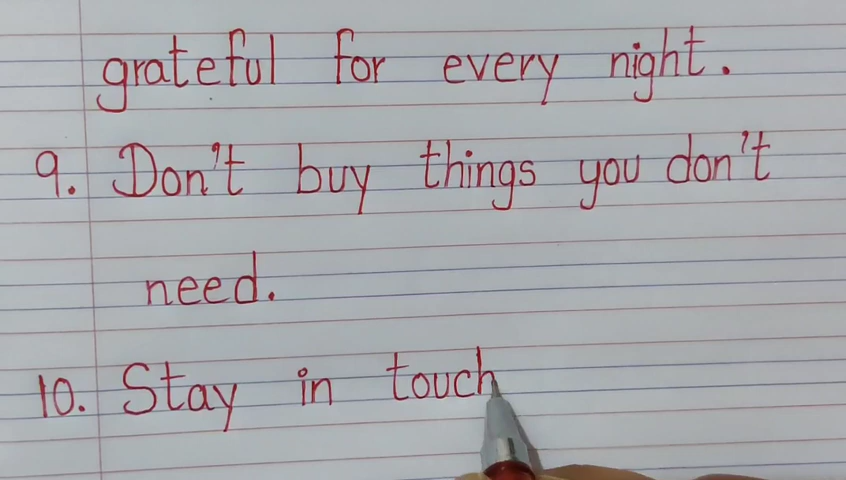 grateful for every night.
9. Don't buy things you don't
need.
10. Stay in touch